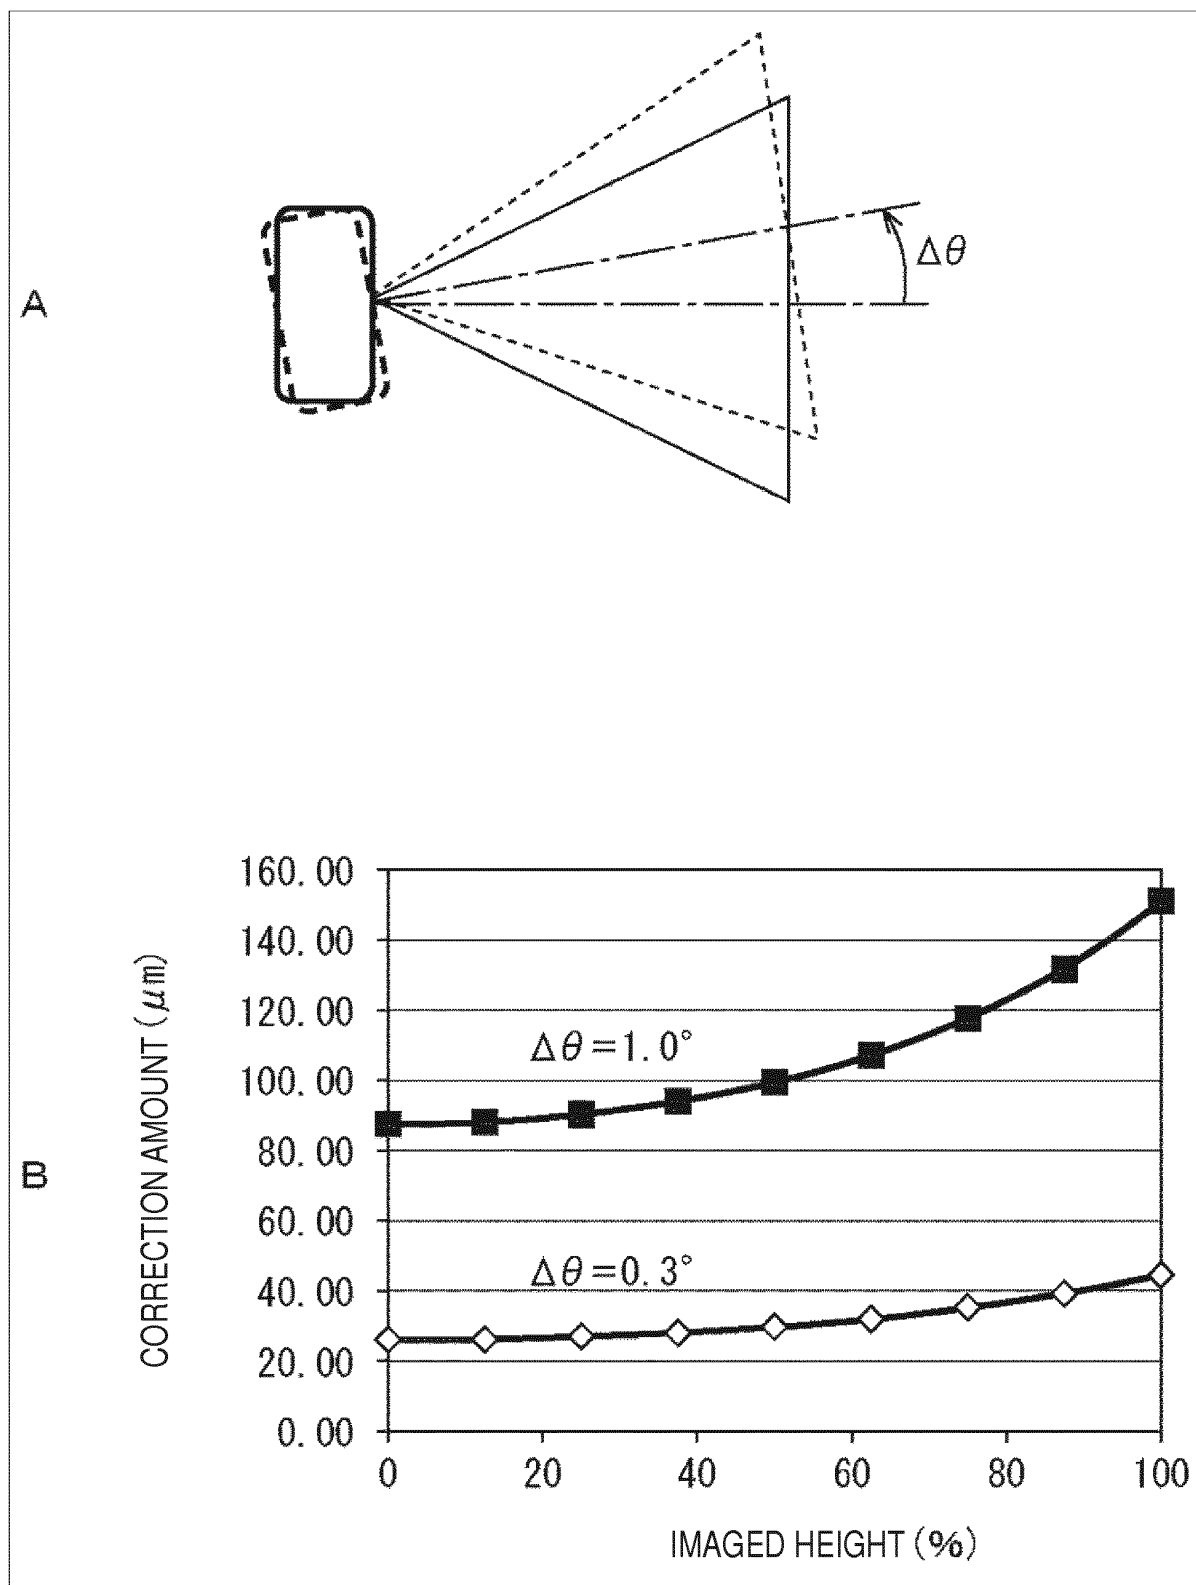 A
Δθ
B
CORRECTION AMOUNT (μm)
160.00
140.00
120.00
100.00
80.00
60.00
40.00
20.00
0.00
Δθ=1.0°
Δθ=0.3°
0 20 40 60 80 100
IMAGED HEIGHT (%)